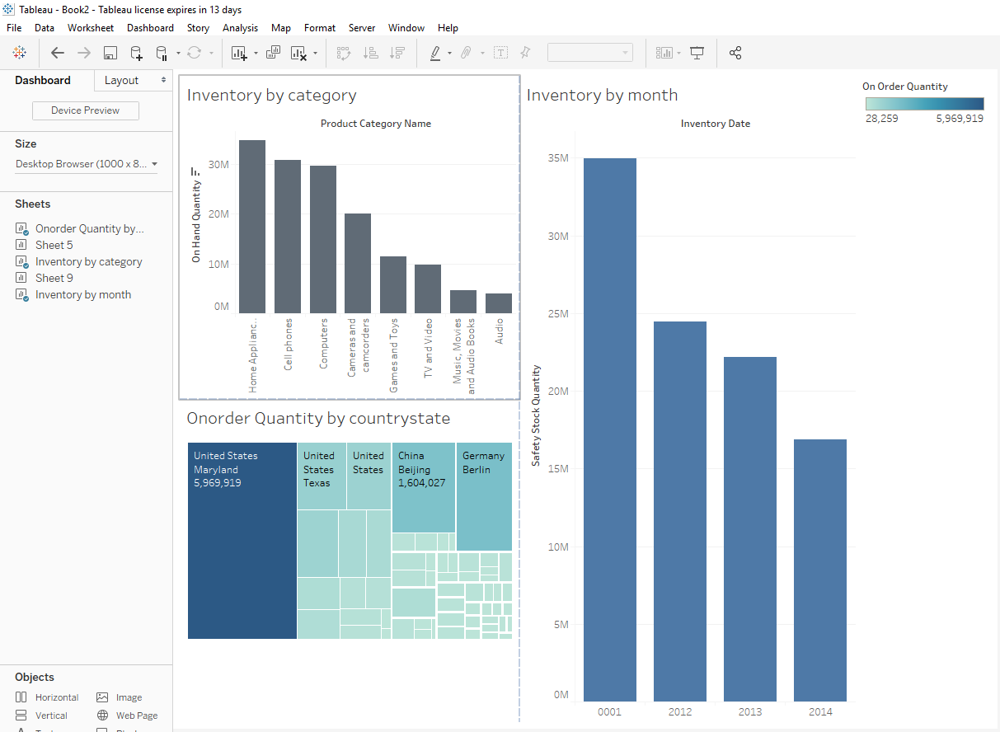 Tableau - Book2 - Tableau license expires in 13 days
File Data Worksheet Dashboard Story Analysis Map Format Server Window Help
Dashboard
Layout
Device Preview
Size
Desktop Browser (1000 x 8...
Sheets
Onorder Quantity by...
Sheet 5
Inventory by category
Sheet 9
Inventory by month
Objects
Horizontal
Image
Vertical
Web Page
Inventory by category
Product Category Name
On Hand Quantity
30M
20M
10M
0M
Home Applianc..
Cell phones
Computers
Cameras and
camcorders
Games and Toys
TV and Video
Music, Movies
and Audio Books
Audio
Onorder Quantity by countrystate
United States
Maryland
5,969,919
United
States
Texas
United
States
China
Beijing
1,604,027
Germany
Berlin
Inventory by month
Inventory Date
Safety Stock Quantity
35M
30M
25M
20M
15M
10M
5M
0M
0001
2012
2013
2014
On Order Quantity
28,259
5,969,919